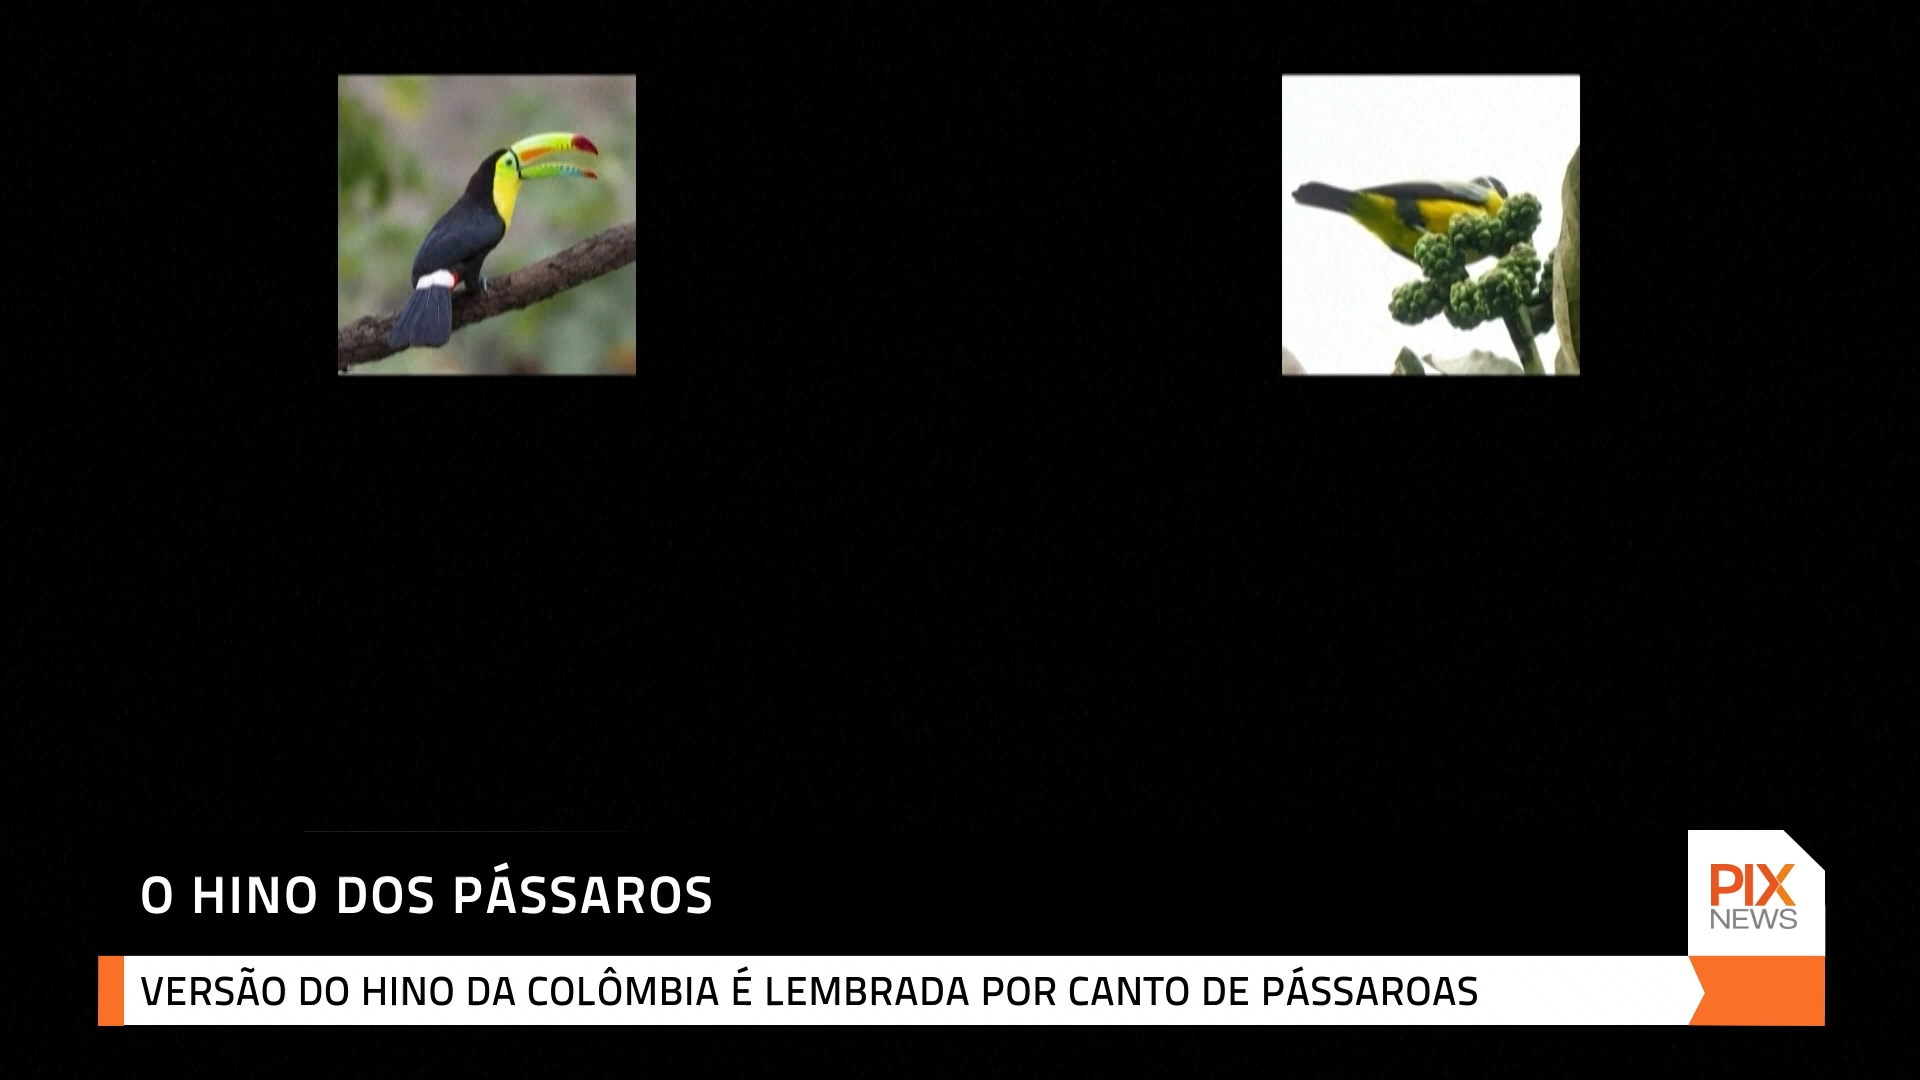 O HINO DOS PÁSSAROS
PIX
NEWS
VERSÃO DO HINO DA COLÔMBIA É LEMBRADA POR CANTO DE PÁSSAROAS